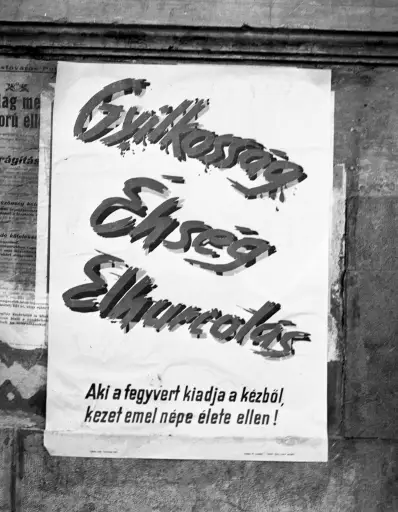 Gyilkosság
Éhség
Elhurcolás
Aki a fegyvert kiadja a kézből,
kezet emel népe élete ellen!